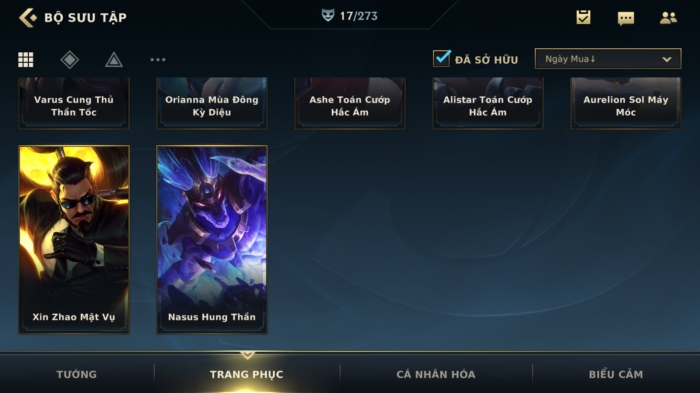 BỘ SƯU TẬP
17/273
ĐÃ SỞ HỮU
Ngày Mua↓
Varus Cung Thủ
Thần Tốc
Orianna Mùa Đông
Kỳ Diệu
Ashe Toán Cướp
Hắc Ám
Alistar Toán Cướp
Hắc Ám
Aurelion Sol Máy
Móc
Xin Zhao Mật Vụ
Nasus Hung Thần
TƯỚNG
TRANG PHỤC
CÁ NHÂN HÓA
BIỂU CẢM